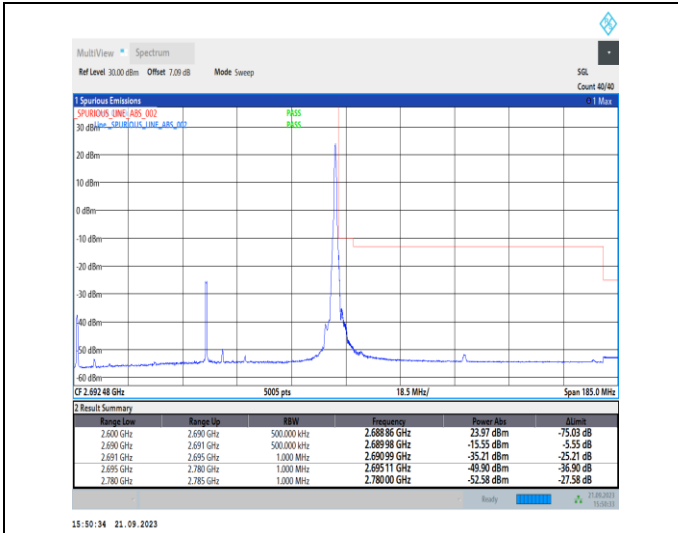 MultiView Spectrum
Ref Level 30.00 dBm Offset 7.09 dB Mode Sweep SGL
Count 40/40
1 Spurious Emissions 1 Max
_SPURIOUS_LINE_ABS_002 PASS
30 dBm Line _SPURIOUS_LINE_ABS_002 PASS
20 dBm
10 dBm
0 dBm
-10 dBm
-20 dBm
-30 dBm
-40 dBm
-50 dBm
-60 dBm
CF 2.692 48 GHz 5005 pts 18.5 MHz/ Span 185.0 MHz
2 Result Summary
Range Low Range Up RBW Frequency Power Abs ΔLimit
2.600 GHz 2.690 GHz 500.000 kHz 2.688 86 GHz 23.97 dBm -75.03 dB
2.690 GHz 2.691 GHz 500.000 kHz 2.689 98 GHz -15.55 dBm -5.55 dB
2.691 GHz 2.695 GHz 1.000 MHz 2.690 99 GHz -35.21 dBm -25.21 dB
2.695 GHz 2.780 GHz 1.000 MHz 2.695 11 GHz -49.90 dBm -36.90 dB
2.780 GHz 2.785 GHz 1.000 MHz 2.780 00 GHz -52.58 dBm -27.58 dB
Ready 21.09.2023
15:50:33
15:50:34 21.09.2023